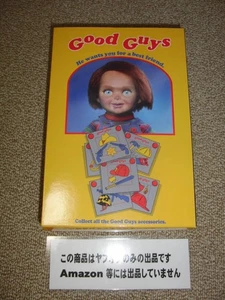 Good Guys
He wants you for a best friend.
Collect all the Good Guys accessories.
この商品はヤフオクのみの出品です
Amazon 等には出品していません